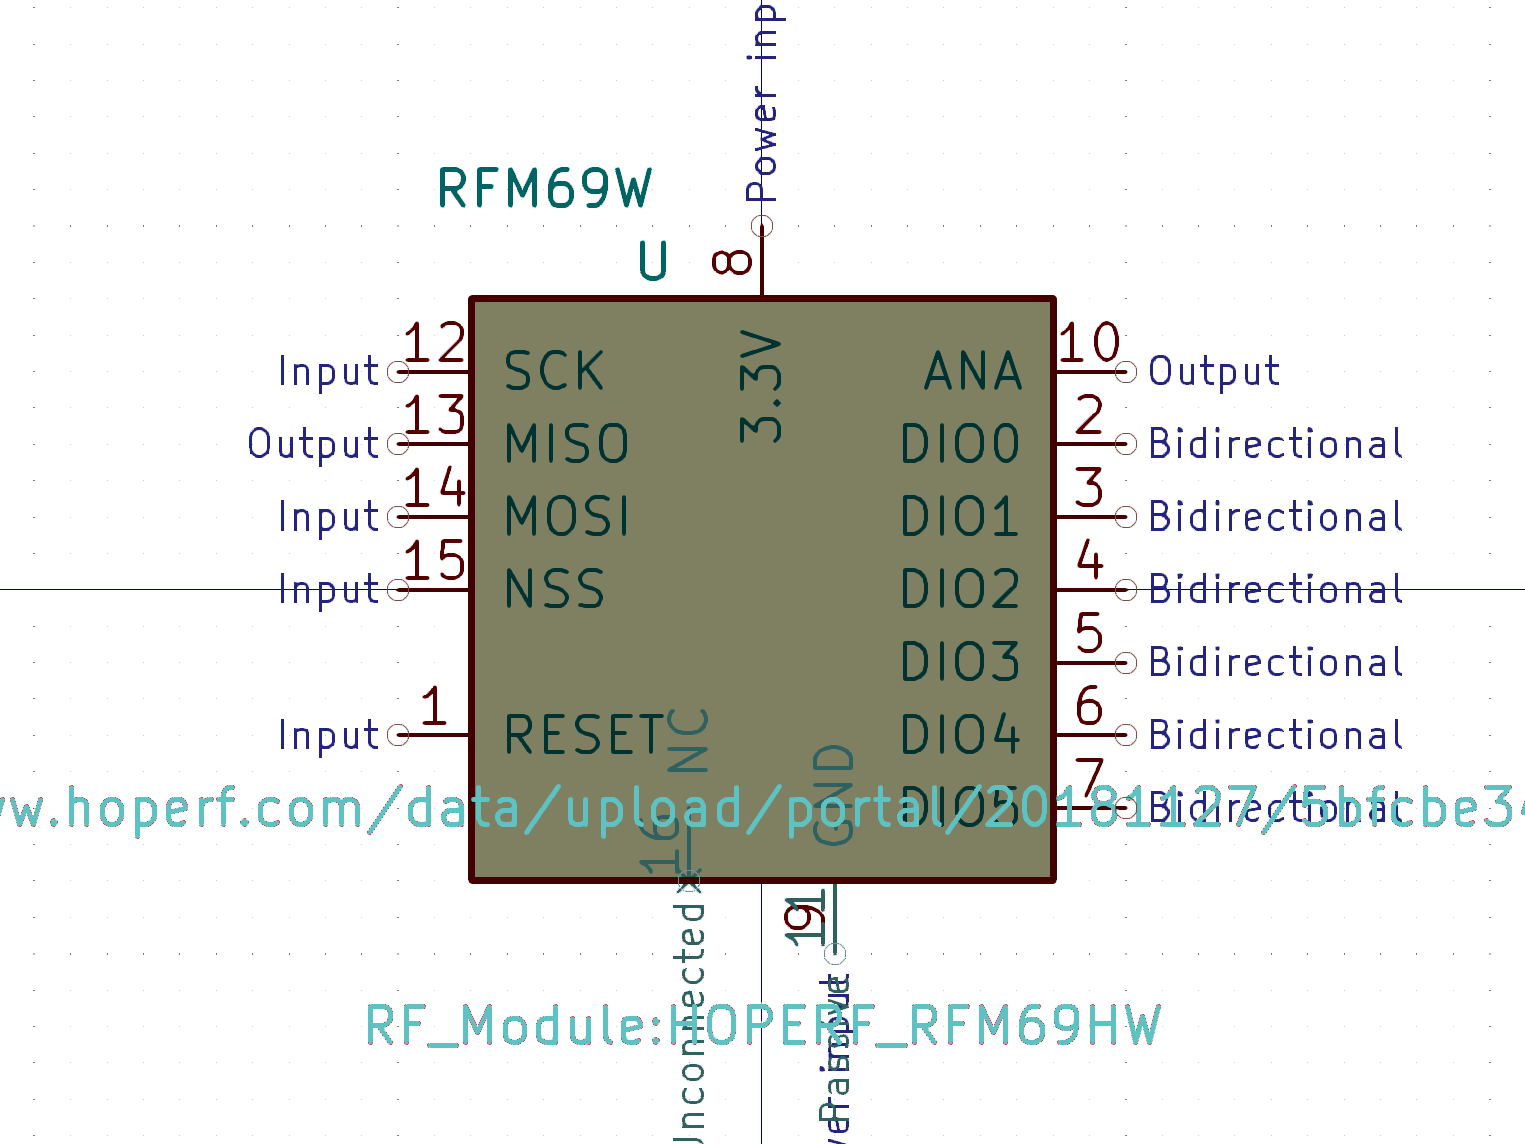 Power inp
RFM69W
U
8
3.3V
12
Input
SCK
13
Output
MISO
14
Input
MOSI
15
Input
NSS
1
Input
RESET
10
ANA
Output
2
DIO0
Bidirectional
3
DIO1
Bidirectional
4
DIO2
Bidirectional
5
DIO3
Bidirectional
6
DIO4
Bidirectional
7
DIO5
Bidirectional
NC
16
Unconnected
GND
9
11
w.hoperf.com/data/upload/portal/20181127/5bfcbe34
RF_Module:HOPERF_RFM69HW
Passive